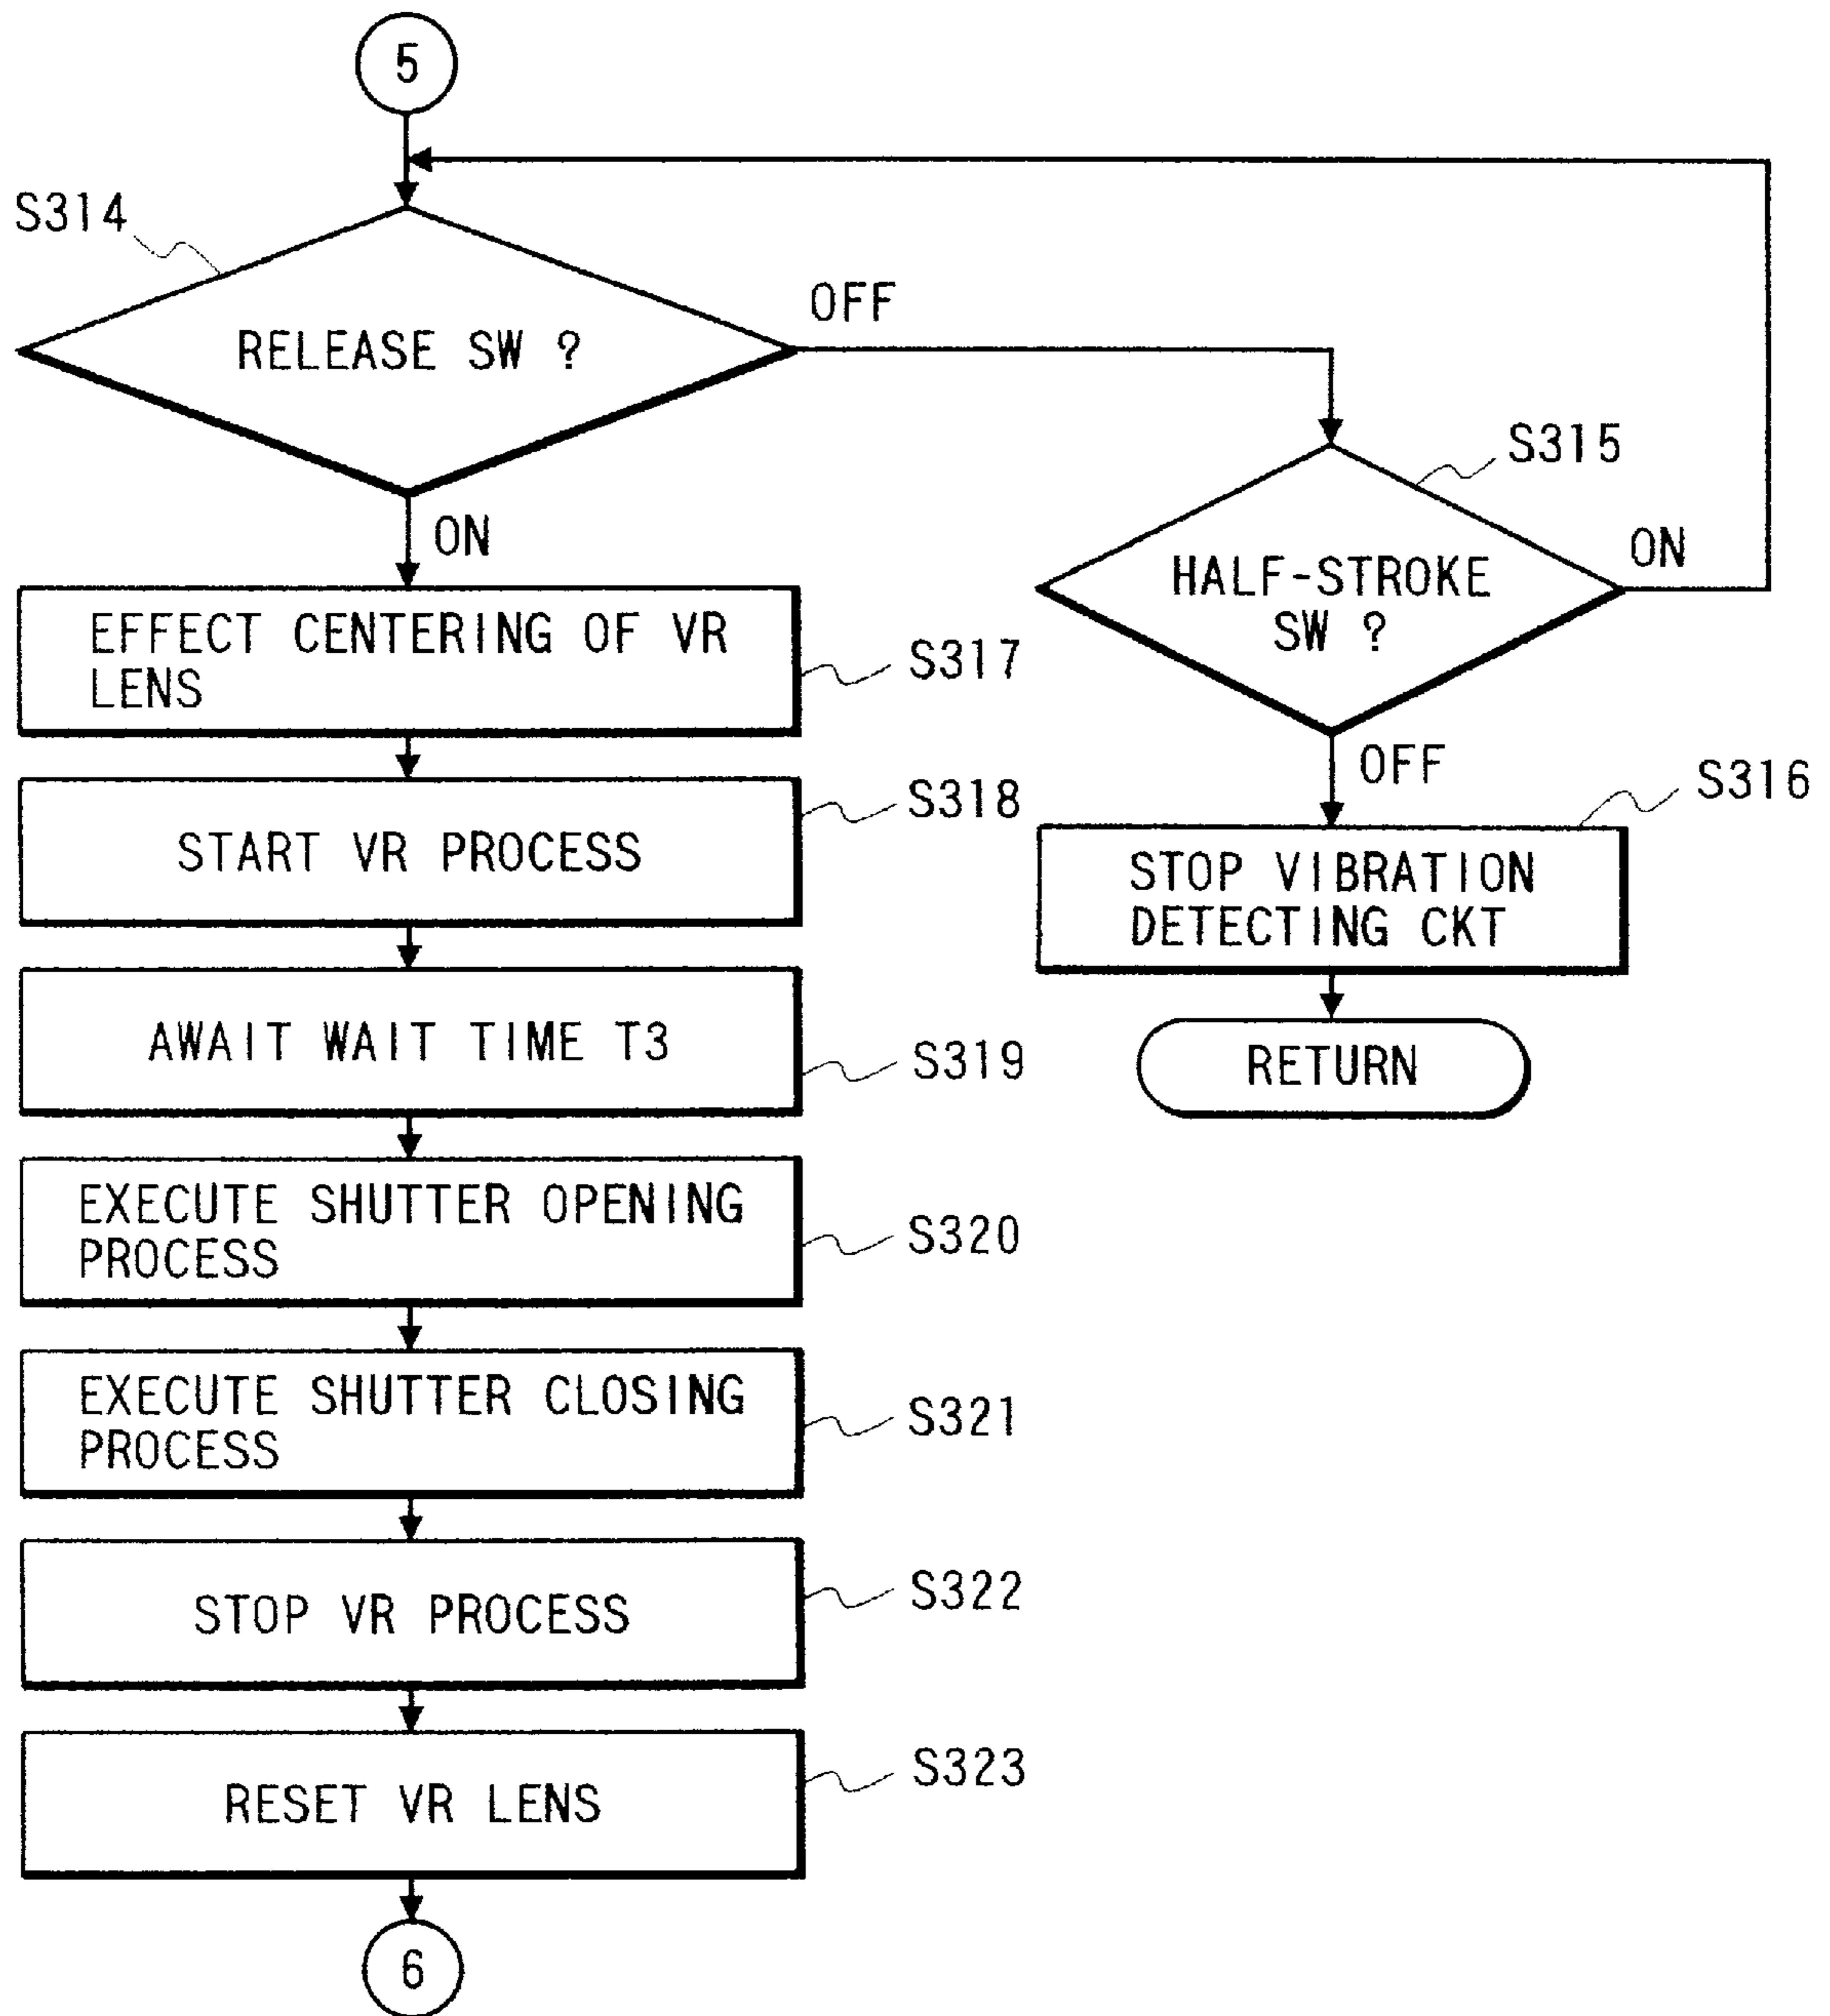 5
S314
RELEASE SW ?
OFF
ON
S315
HALF-STROKE
SW ?
ON
OFF
EFFECT CENTERING OF VR
LENS
S317
START VR PROCESS
S318
S316
STOP VIBRATION
DETECTING CKT
AWAIT WAIT TIME T3
S319
RETURN
EXECUTE SHUTTER OPENING
PROCESS
S320
EXECUTE SHUTTER CLOSING
PROCESS
S321
STOP VR PROCESS
S322
RESET VR LENS
S323
6